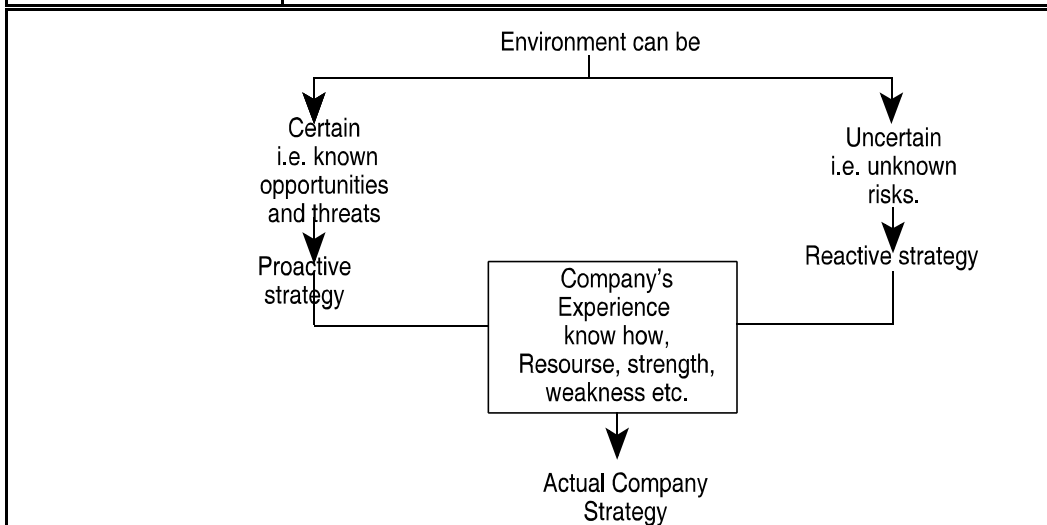 Environment can be
Certain
i.e. known
opportunities
and threats
Uncertain
i.e. unknown
risks.
Proactive
strategy
Reactive strategy
Company's
Experience
know how,
Resourse, strength,
weakness etc.
Actual Company
Strategy